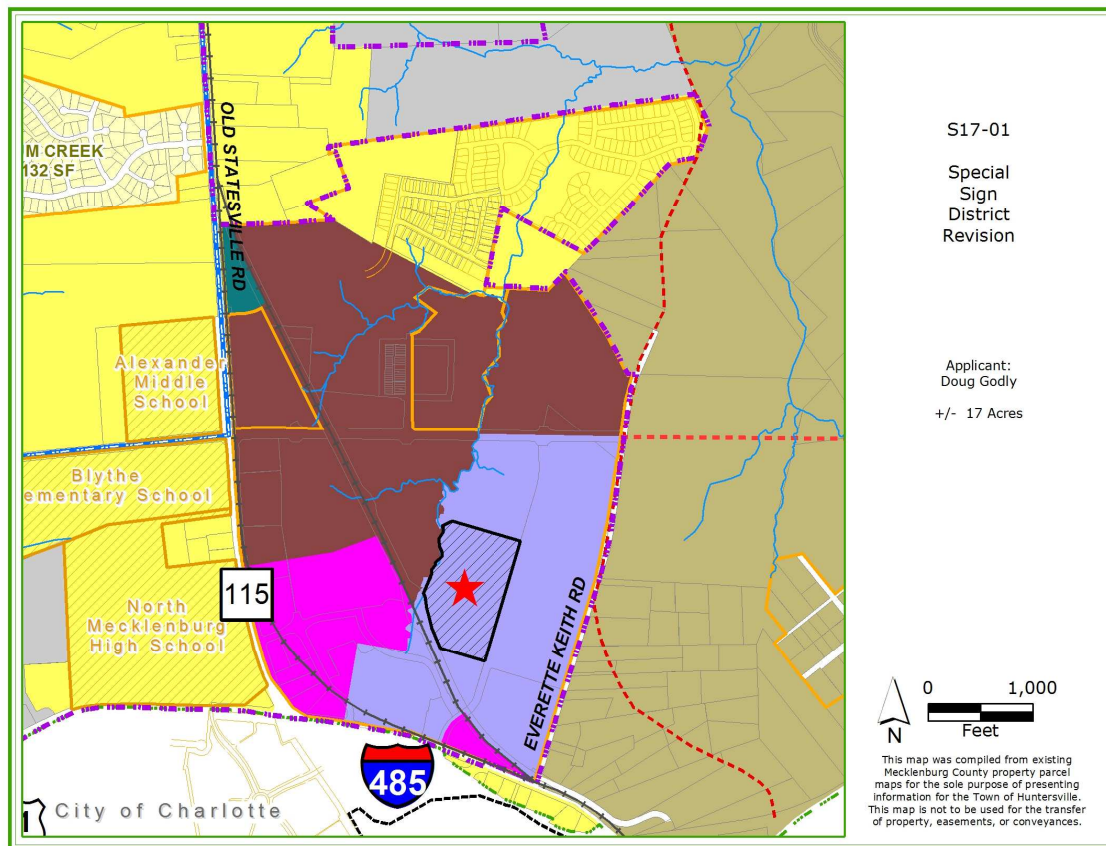 OLD STATESVILLE RD
M CREEK
132 SF
Alexander
Middle
School
Blythe
ementary School
115
North
Mecklenburg
High School
EVERETTE KEITH RD
485
City of Charlotte
1
S17-01
Special
Sign
District
Revision
Applicant:
Doug Godly
+/- 17 Acres
0 1,000
Feet
N
This map was compiled from existing
Mecklenburg County property parcel
maps for the sole purpose of presenting
information for the Town of Huntersville.
This map is not to be used for the transfer
of property, easements, or conveyances.